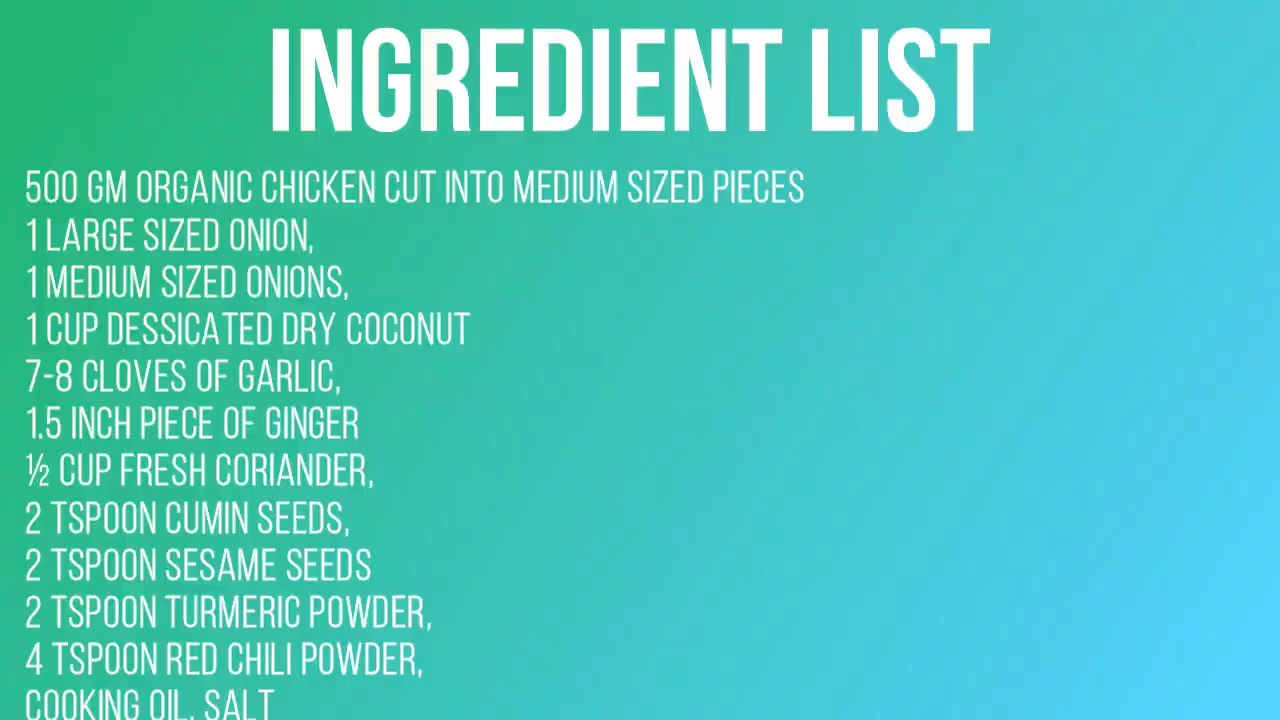 INGREDIENT LIST
500 GM ORGANIC CHICKEN CUT INTO MEDIUM SIZED PIECES
1 LARGE SIZED ONION,
1 MEDIUM SIZED ONIONS,
1 CUP DESSICATED DRY COCONUT
7-8 CLOVES OF GARLIC,
1.5 INCH PIECE OF GINGER
½ CUP FRESH CORIANDER,
2 TSPOON CUMIN SEEDS,
2 TSPOON SESAME SEEDS
2 TSPOON TURMERIC POWDER,
4 TSPOON RED CHILI POWDER,
COOKING OIL, SALT